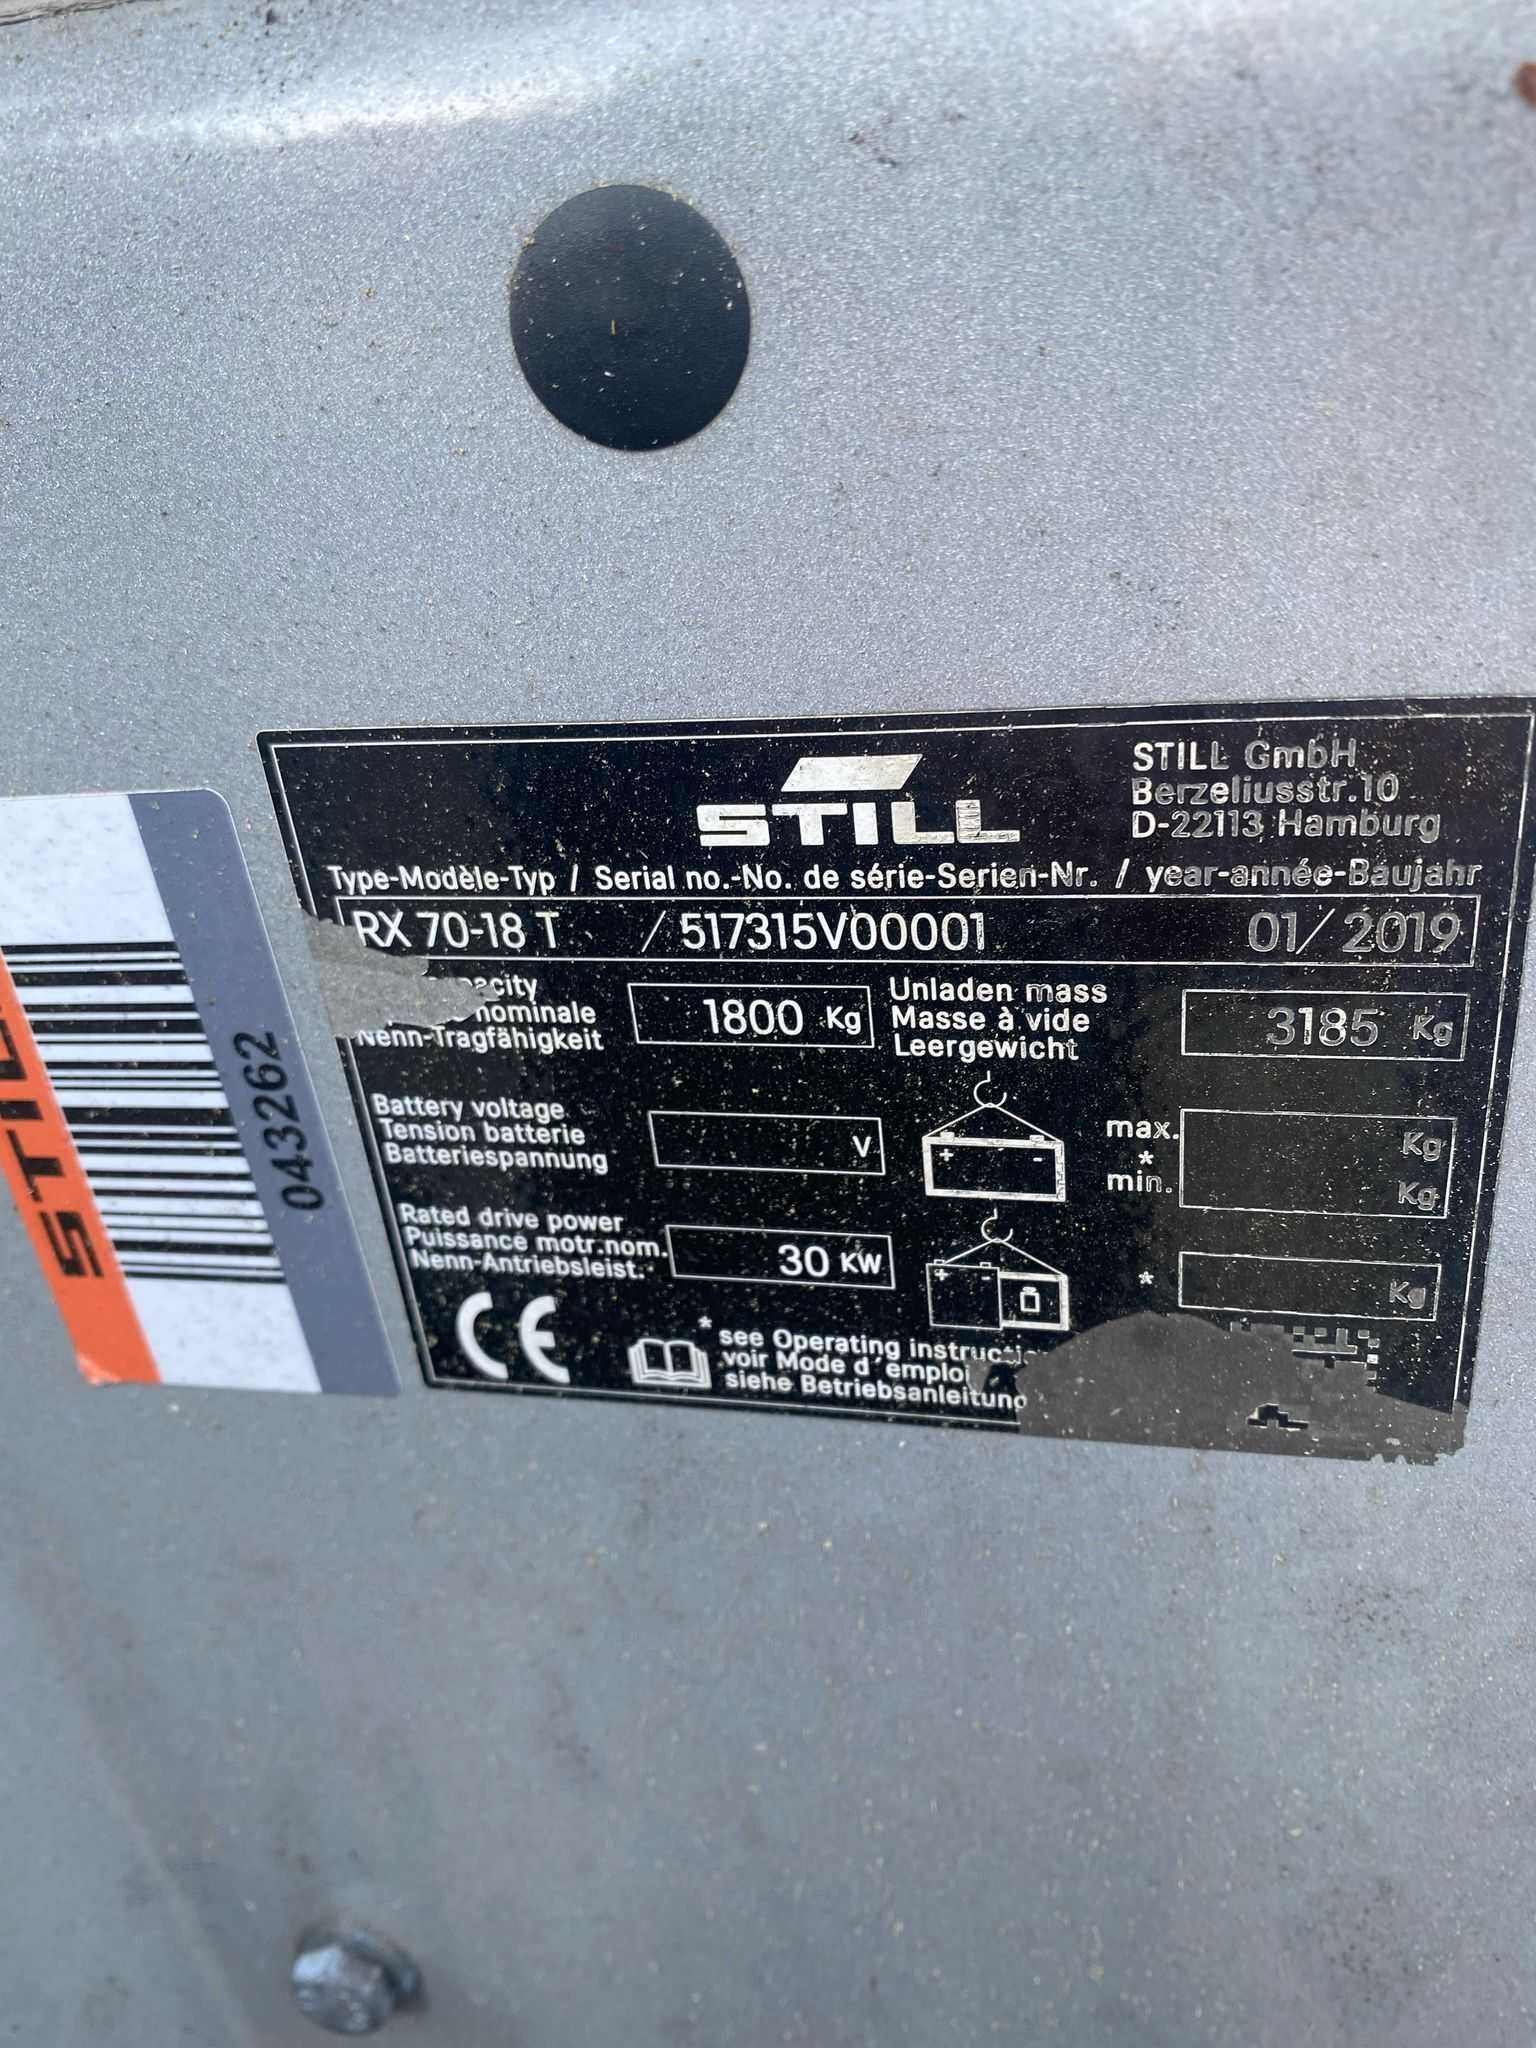 STILL
STILL GmbH
Berzeliusstr.10
D-22113 Hamburg
Type-Modèle-Typ / Serial no.-No. de série-Serien-Nr. / year-année-Baujahr
RX 70-18 T / 517315V00001 01/2019
nominale
Nenn-Tragfähigkeit
1800 Kg
Unladen mass
Masse à vide
Leergewicht
3185 Kg
Battery voltage
Tension batterie
Batteriespannung
V
+ -
max.
*
min.
Kg
Kg
Rated drive power
Puissance motr.nom.
Nenn-Antriebsleist.
30 KW
+ -
*
Kg
CE
* see Operating
voir Mode d'emploi
siehe Betriebsanleitung
STILL
043262